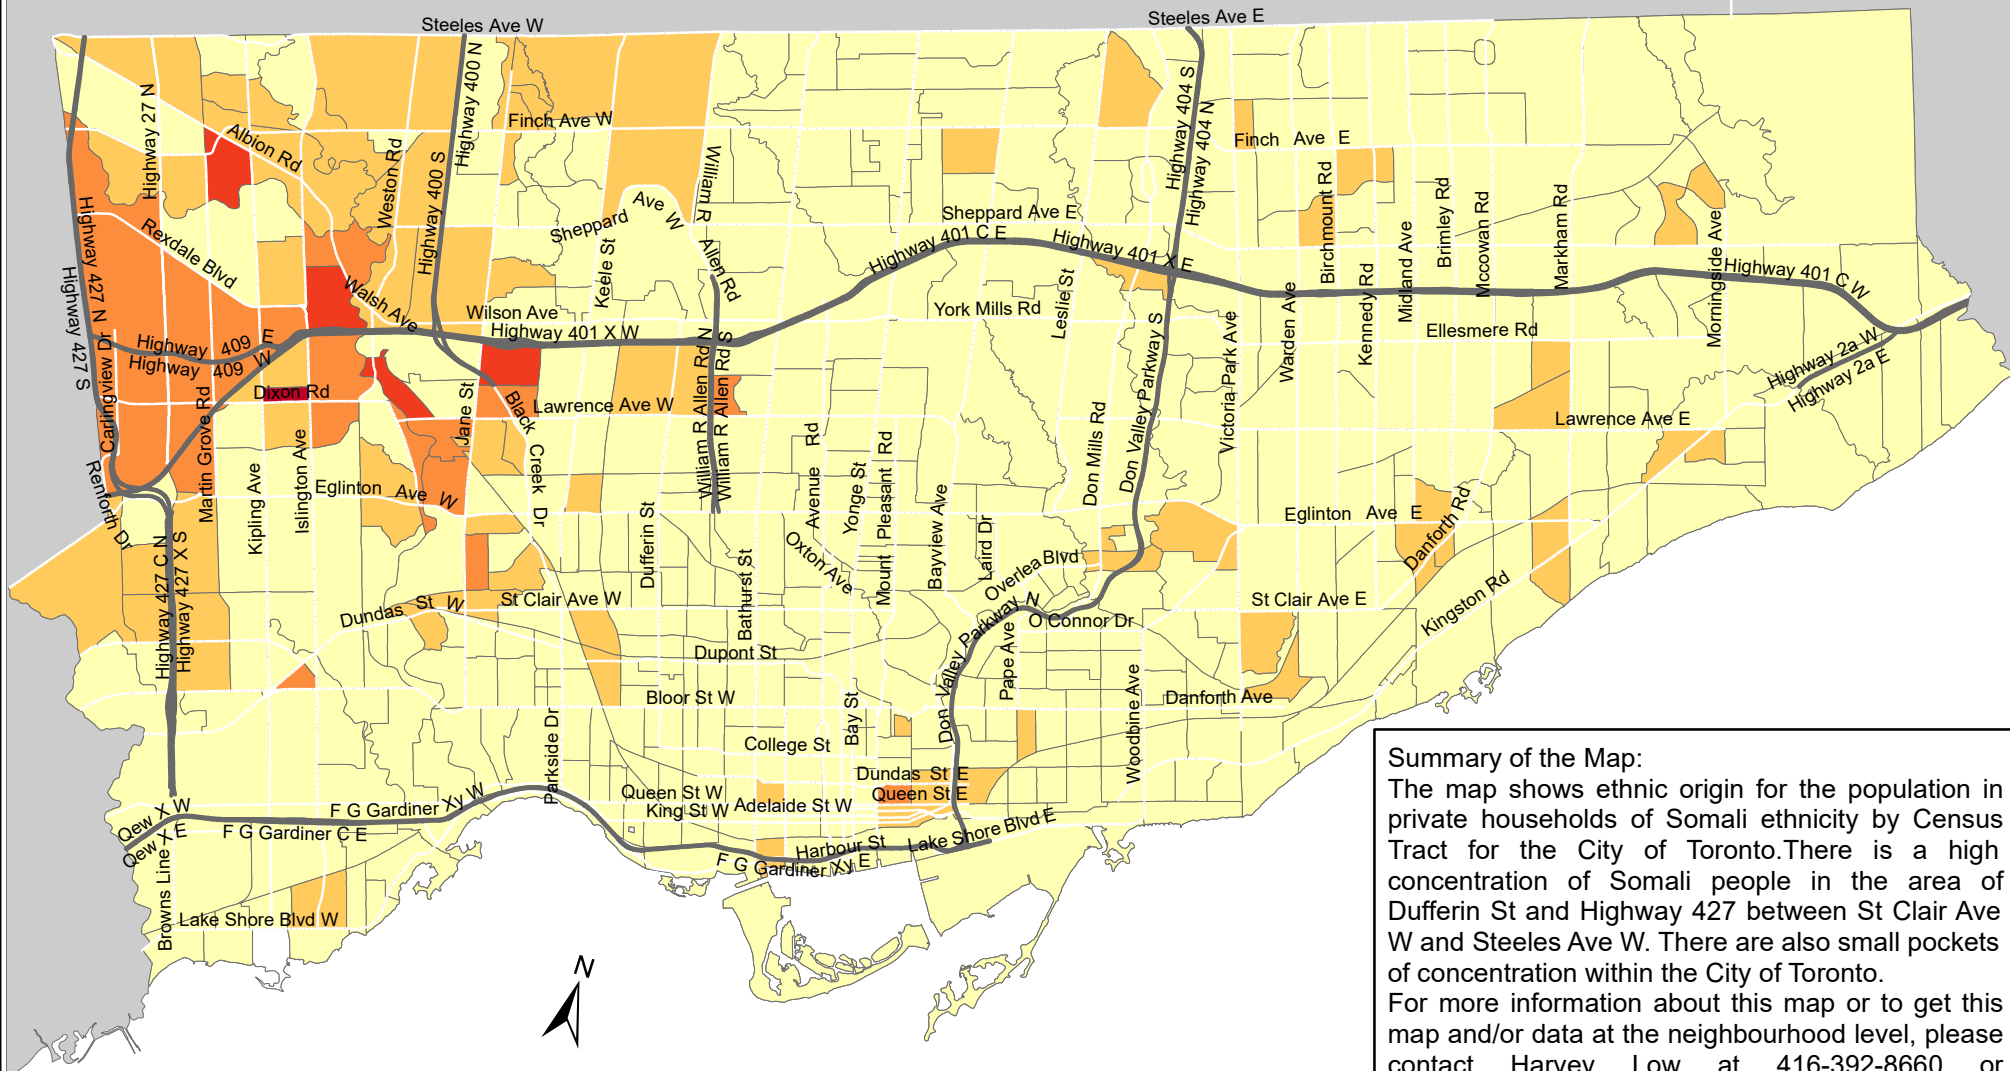 Steeles Ave W
Steeles Ave E
Highway 400 N
Highway 404 S
Highway 404 N
Highway 27 N
Finch Ave W
Finch Ave E
Albion Rd
Weston Rd
Highway 400 S
William R
Allen Rd
Birchmount Rd
Brimley Rd
Mccowan Rd
Markham Rd
Morningside Ave
Midland Ave
Highway 427 N
Rexdale Blvd
Sheppard Ave W
Sheppard Ave E
Highway 401 C E
Highway 401 X E
Highway 401 C W
Highway 427 S
Keele St
Leslie St
Kennedy Rd
Warden Ave
Walsh Ave
Wilson Ave
York Mills Rd
Highway 401 X W
Ellesmere Rd
Highway 409 E
Highway 409 W
Carlingview Dr
Highway 2a W
Highway 2a E
Dixon Rd
Martin Grove Rd
Jane St
Black Creek Dr
Lawrence Ave W
William R Allen Rd N
William R Allen Rd S
Don Valley Parkway S
Victoria Park Ave
Lawrence Ave E
Avenue Rd
Yonge St
Mount Pleasant Rd
Don Mills Rd
Renforth Dr
Kipling Ave
Islington Ave
Eglinton Ave W
Eglinton Ave E
Danforth Rd
Dufferin St
Bathurst St
Oxton Ave
Bayview Ave
Laird Dr
Overlea Blvd
Highway 427 C N
Highway 427 X S
Dundas St W
St Clair Ave W
St Clair Ave E
Kingston Rd
Don Valley Parkway N
O Connor Dr
Pape Ave
Dupont St
Bloor St W
Danforth Ave
Woodbine Ave
Bay St
Parkside Dr
College St
Dundas St E
Queen St W
Queen St E
King St W
Adelaide St W
Qew X W
Qew X E
F G Gardiner Xy W
F G Gardiner C E
Harbour St
Lake Shore Blvd E
F G Gardiner Xy E
Browns Line
Lake Shore Blvd W
N
Summary of the Map:
The map shows ethnic origin for the population in
private households of Somali ethnicity by Census
Tract for the City of Toronto.There is a high
concentration of Somali people in the area of
Dufferin St and Highway 427 between St Clair Ave
W and Steeles Ave W. There are also small pockets
of concentration within the City of Toronto.
For more information about this map or to get this
map and/or data at the neighbourhood level, please
contact Harvey Low at 416-392-8660 or